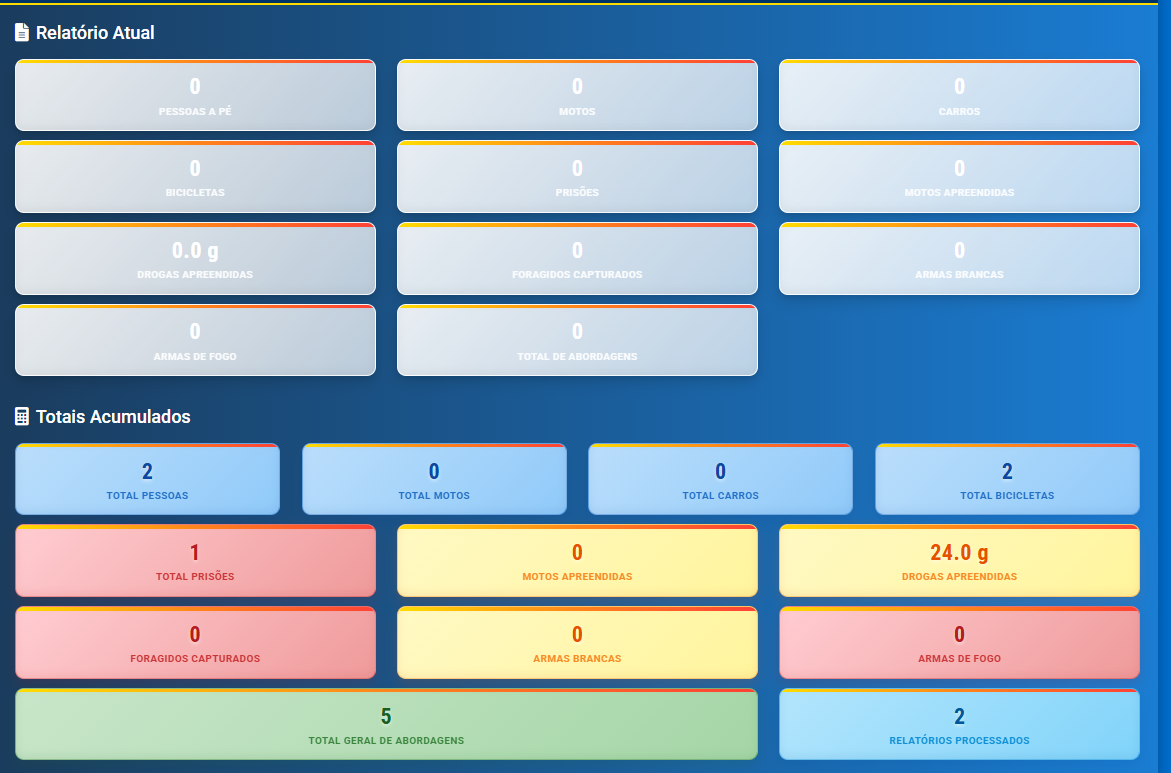 Relatório Atual
0
PESSOAS A PÉ
0
MOTOS
0
CARROS
0
BICICLETAS
0
PRISÕES
0
MOTOS APREENDIDAS
0.0 g
DROGAS APREENDIDAS
0
FORAGIDOS CAPTURADOS
0
ARMAS BRANCAS
0
ARMAS DE FOGO
0
TOTAL DE ABORDAGENS
Totais Acumulados
2
TOTAL PESSOAS
0
TOTAL MOTOS
0
TOTAL CARROS
2
TOTAL BICICLETAS
1
TOTAL PRISÕES
0
MOTOS APREENDIDAS
24.0 g
DROGAS APREENDIDAS
0
FORAGIDOS CAPTURADOS
0
ARMAS BRANCAS
0
ARMAS DE FOGO
5
TOTAL GERAL DE ABORDAGENS
2
RELATÓRIOS PROCESSADOS